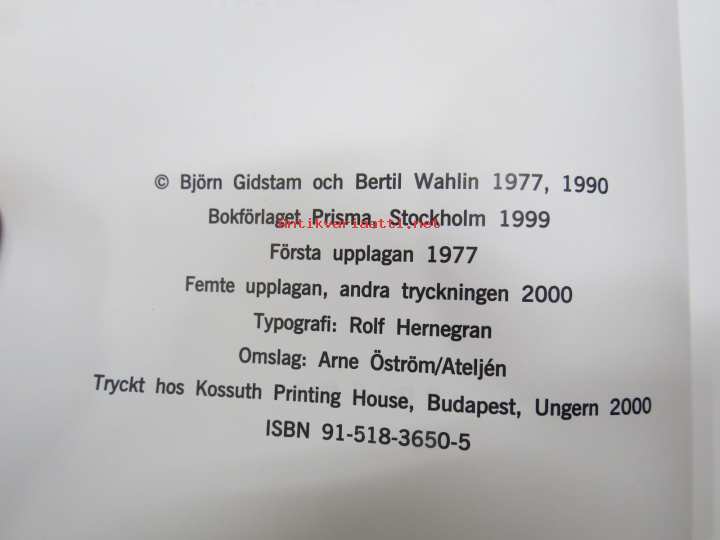 © Björn Gidstam och Bertil Wahlin 1977, 1990
Bokförlaget Prisma, Stockholm 1999
antikvariaatti.net
Första upplagan 1977
Femte upplagan, andra tryckningen 2000
Typografi: Rolf Hernegran
Omslag: Arne Öström/Ateljén
Tryckt hos Kossuth Printing House, Budapest, Ungern 2000
ISBN 91-518-3650-5